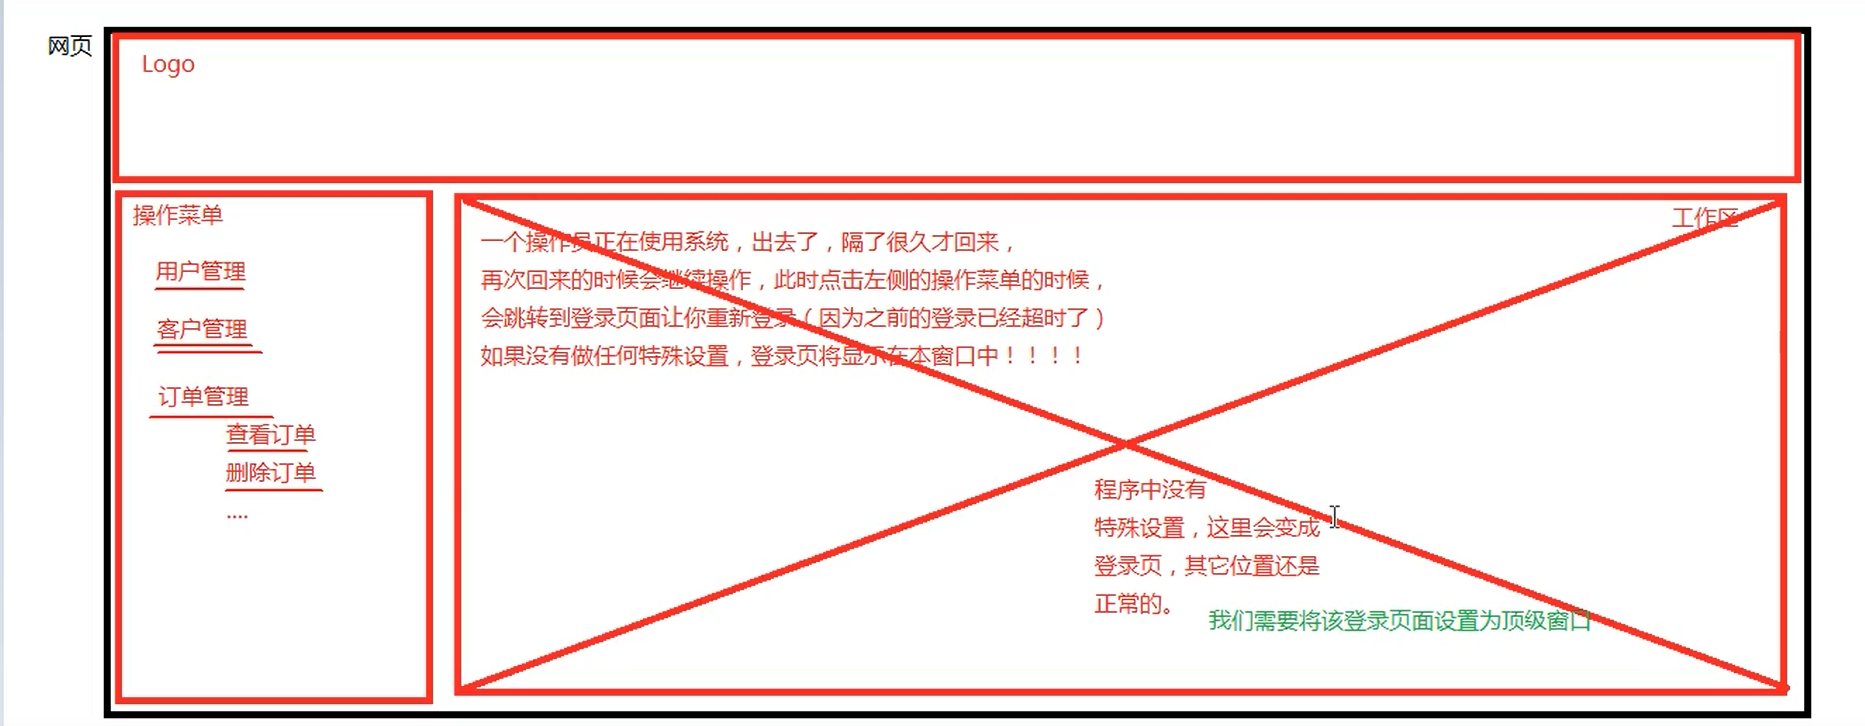 网页
Logo
操作菜单
用户管理
客户管理
订单管理
查看订单
删除订单
....
工作区
一个操作员正在使用系统，出去了，隔了很久才回来，
再次回来的时候会继续操作，此时点击左侧的操作菜单的时候，
会跳转到登录页面让你重新登录（因为之前的登录已经超时了）
如果没有做任何特殊设置，登录页将显示在本窗口中！！！！
程序中没有
特殊设置，这里会变成
登录页，其它位置还是
正常的。
我们需要将该登录页面设置为顶级窗口